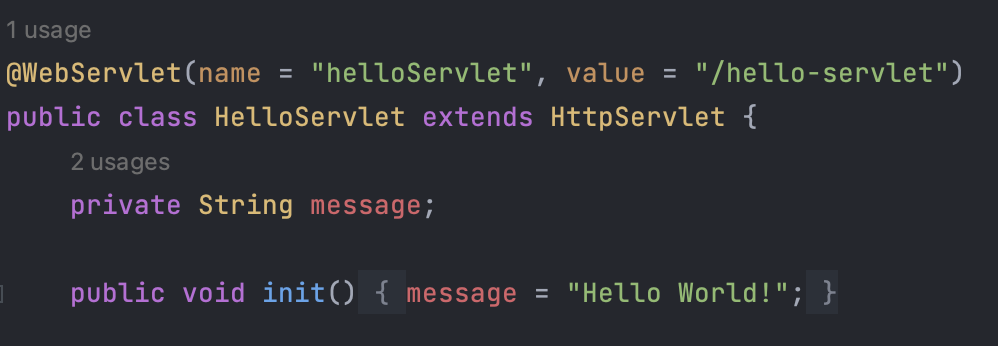 1 usage
@WebServlet(name = "helloServlet", value = "/hello-servlet")
public class HelloServlet extends HttpServlet {
2 usages
private String message;
public void init() { message = "Hello World!"; }